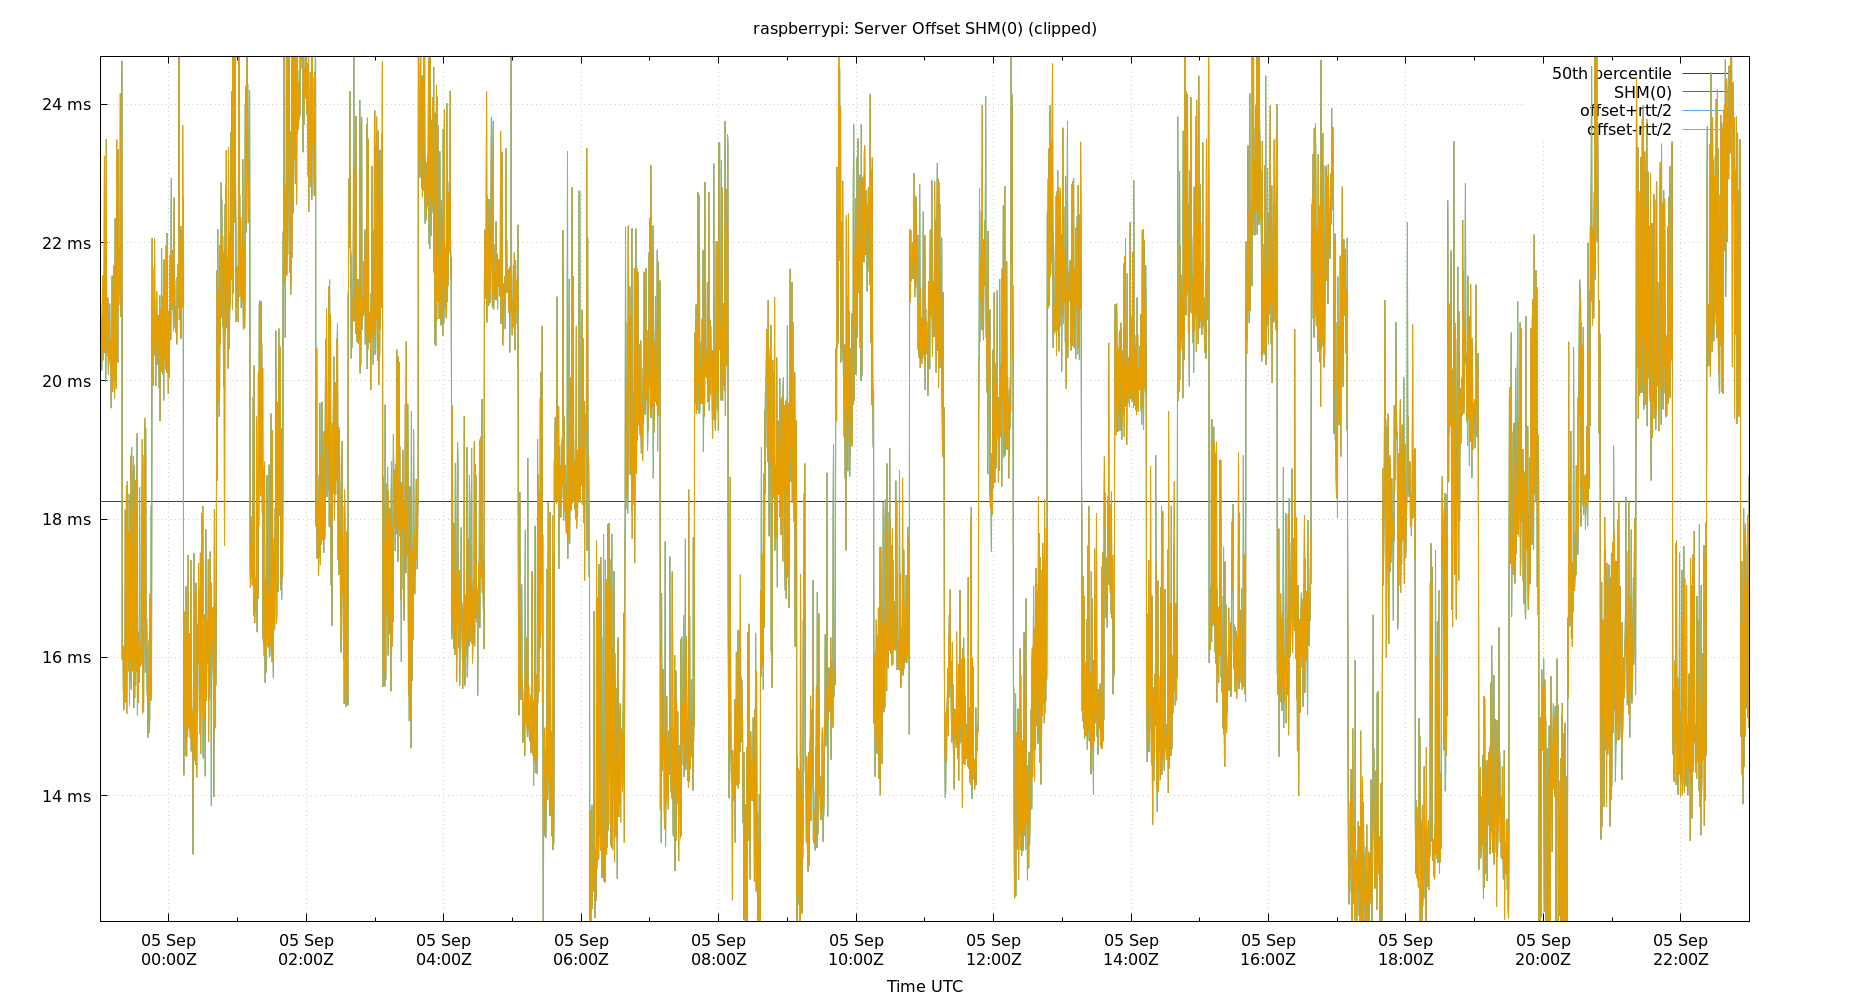 raspberrypi: Server Offset SHM(0) (clipped)
50th percentile
SHM(0)
offset+rtt/2
offset-rtt/2
24 ms
22 ms
20 ms
18 ms
16 ms
14 ms
05 Sep 05 Sep 05 Sep 05 Sep 05 Sep 05 Sep 05 Sep 05 Sep 05 Sep 05 Sep 05 Sep 05 Sep
00:00Z 02:00Z 04:00Z 06:00Z 08:00Z 10:00Z 12:00Z 14:00Z 16:00Z 18:00Z 20:00Z 22:00Z
Time UTC